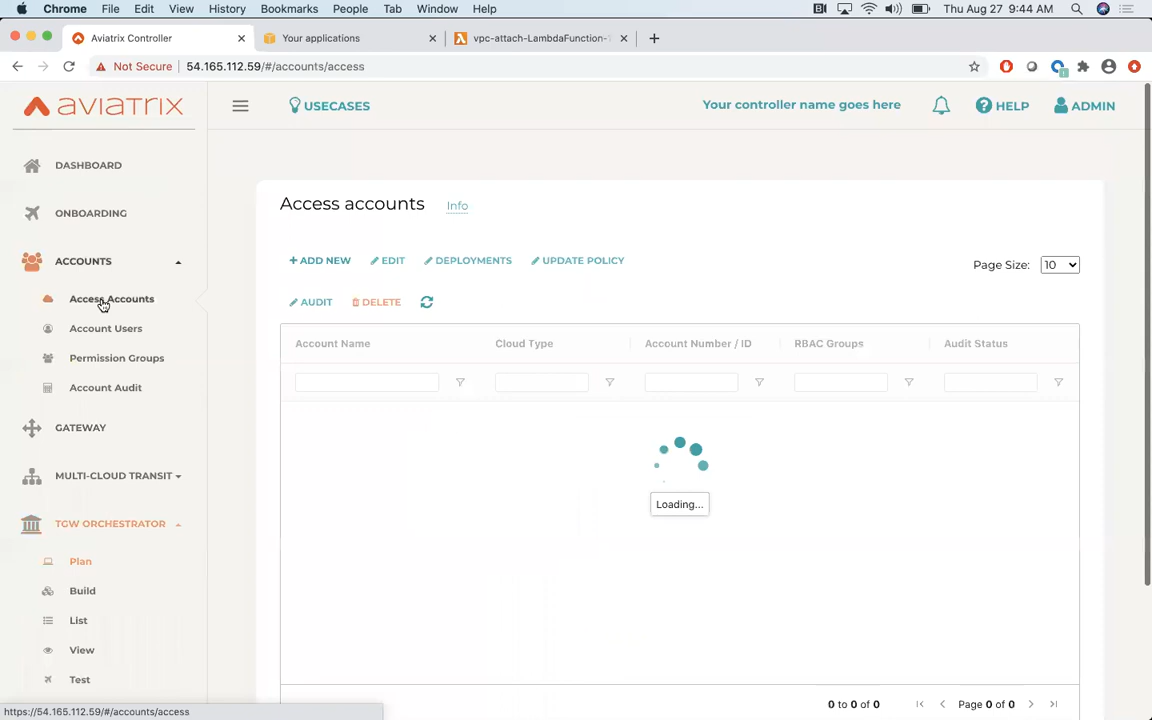 Chrome File Edit View History Bookmarks People Tab Window Help Thu Aug 27 9:44 AM
Aviatrix Controller Your applications vpc-attach-LambdaFunction-1
Not Secure 54.165.112.59/#/accounts/access
aviatrix USECASES Your controller name goes here HELP ADMIN
DASHBOARD
ONBOARDING
ACCOUNTS
Access Accounts
Account Users
Permission Groups
Account Audit
GATEWAY
MULTI-CLOUD TRANSIT
TGW ORCHESTRATOR
Plan
Build
List
View
Test
Access accounts Info
+ ADD NEW EDIT DEPLOYMENTS UPDATE POLICY
Page Size: 10
AUDIT DELETE
Account Name Cloud Type Account Number / ID RBAC Groups Audit Status
Loading...
0 to 0 of 0 Page 0 of 0
https://54.165.112.59/#/accounts/access